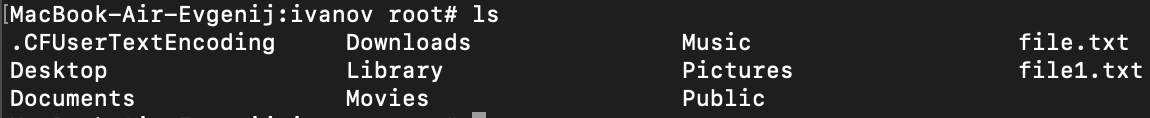 [MacBook-Air-Evgenij:ivanov root# ls
.CFUserTextEncoding Downloads Music file.txt
Desktop Library Pictures file1.txt
Documents Movies Public